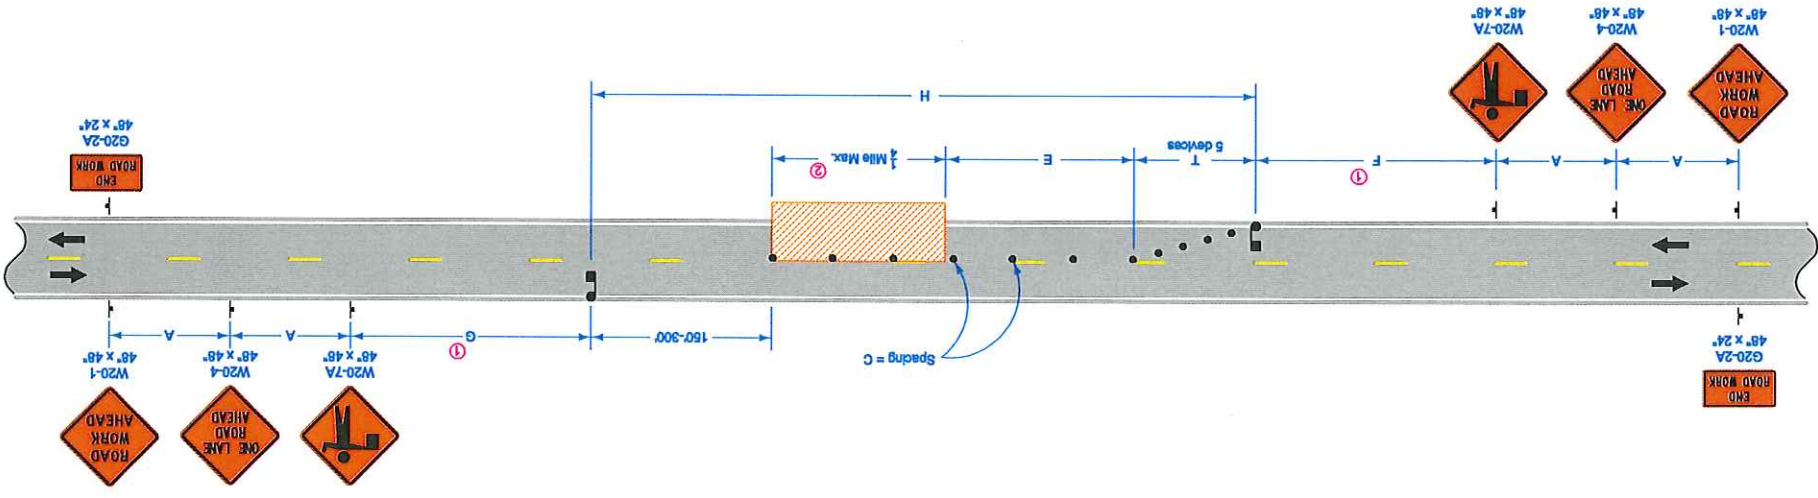 END
ROAD WORK
G20-2A
48" x 24"
Spacing = C
150'-300'
①
G
A
A
W20-7A
48" x 48"
ONE LANE
ROAD
AHEAD
W20-4
48" x 48"
ROAD
WORK
AHEAD
W20-1
48" x 48"
A
A
①
F
T
5 devices
E
②
1/4 Mile Max.
H
END
ROAD WORK
G20-2A
48" x 24"
ROAD
WORK
AHEAD
W20-1
48" x 48"
ONE LANE
ROAD
AHEAD
W20-4
48" x 48"
W20-7A
48" x 48"